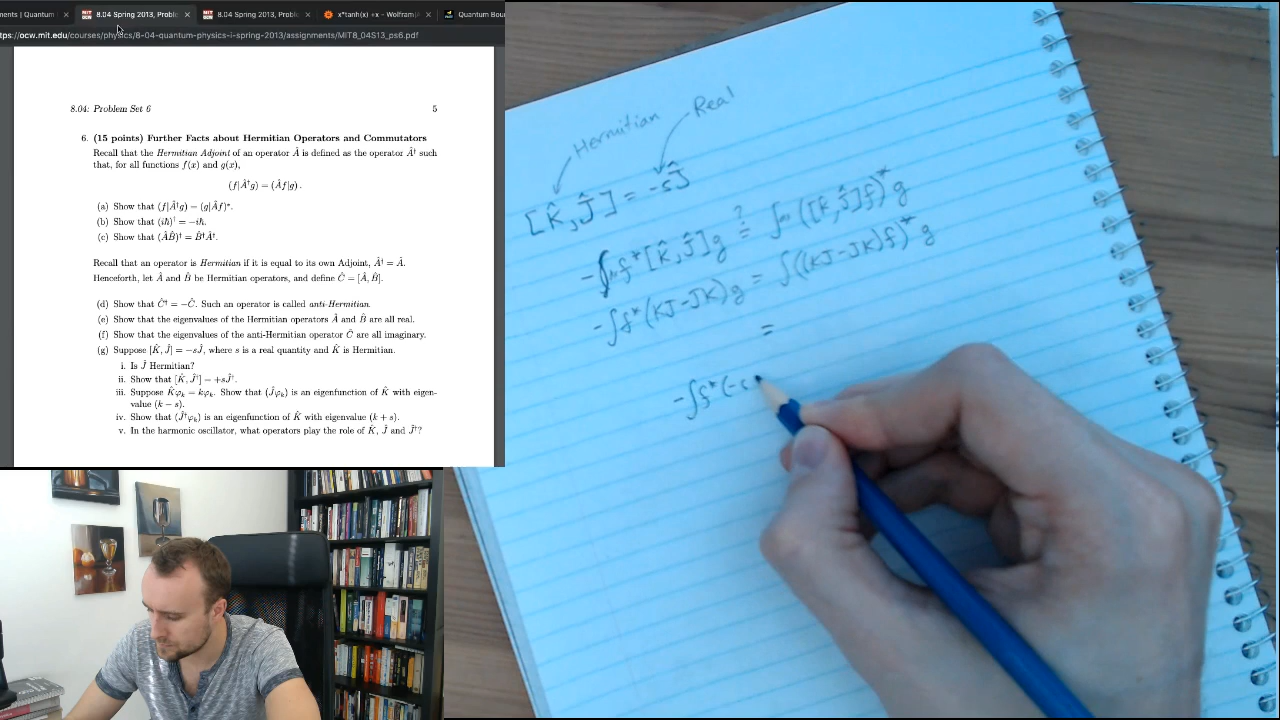 ments | Quantum × 8.04 Spring 2013, Proble × 8.04 Spring 2013, Problem × x*tanh(x) +x - Wolfram| × Quantum Bou
tps://ocw.mit.edu/courses/physics/8-04-quantum-physics-i-spring-2013/assignments/MIT8_04S13_ps6.pdf
8.04: Problem Set 6 5
6. (15 points) Further Facts about Hermitian Operators and Commutators
Recall that the Hermitian Adjoint of an operator Â is defined as the operator Â† such
that, for all functions f(x) and g(x),
(f|Â†g) = (Âf|g).
(a) Show that (f|Â†g) = (g|Âf)*.
(b) Show that (iħ)† = −iħ.
(c) Show that (ÂB̂)† = B̂†Â†.
Recall that an operator is Hermitian if it is equal to its own Adjoint, Â† = Â.
Henceforth, let Â and B̂ be Hermitian operators, and define Ĉ = [Â, B̂].
(d) Show that Ĉ† = −Ĉ. Such an operator is called anti-Hermitian.
(e) Show that the eigenvalues of the Hermitian operators Â and B̂ are all real.
(f) Show that the eigenvalues of the anti-Hermitian operator Ĉ are all imaginary.
(g) Suppose [K̂, Ĵ] = −sĴ, where s is a real quantity and K̂ is Hermitian.
i. Is Ĵ Hermitian?
ii. Show that [K̂, Ĵ†] = +sĴ†.
iii. Suppose K̂φₖ = kφₖ. Show that (Ĵφₖ) is an eigenfunction of K̂ with eigen-
value (k − s).
iv. Show that (Ĵ†φₖ) is an eigenfunction of K̂ with eigenvalue (k + s).
v. In the harmonic oscillator, what operators play the role of K̂, Ĵ and Ĵ†?
Hermitian Real
[K̂, Ĵ] = -sĴ
-∫f*[K̂,Ĵ]g ?= ∫([K̂,Ĵ]f)*g
-∫f*(KJ-JK)g = ∫((KJ-JK)f)*g
=
-∫f*(-s